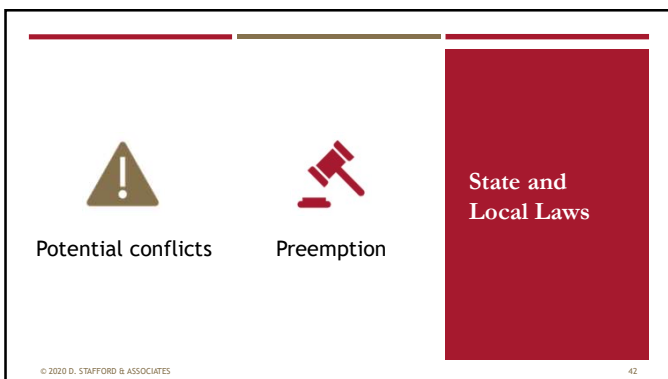 Potential conflicts
Preemption
State and
Local Laws
© 2020 D. STAFFORD & ASSOCIATES
42